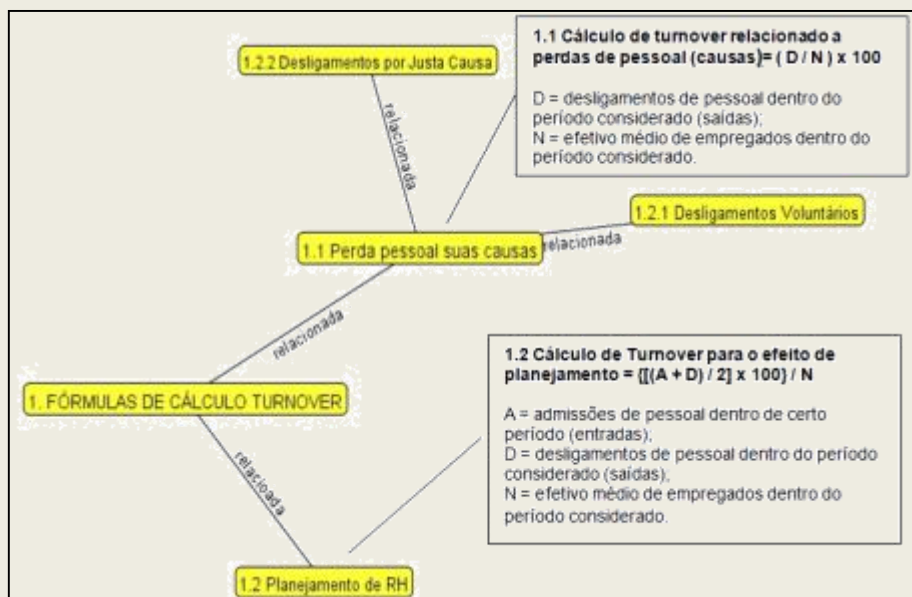 1.2.2 Desligamentos por Justa Causa
1.1 Cálculo de turnover relacionado a
perdas de pessoal (causas)= ( D / N ) x 100
D = desligamentos de pessoal dentro do
período considerado (saídas);
N = efetivo médio de empregados dentro do
período considerado.
relacionada
1.2.1 Desligamentos Voluntários
relacionada
1.1 Perda pessoal suas causas
relacionada
1.2 Cálculo de Turnover para o efeito de
planejamento = {[(A + D) / 2] x 100} / N
A = admissões de pessoal dentro de certo
período (entradas);
D = desligamentos de pessoal dentro do período
considerado (saídas);
N = efetivo médio de empregados dentro do
período considerado.
1. FÓRMULAS DE CÁLCULO TURNOVER
relacioada
1.2 Planejamento de RH